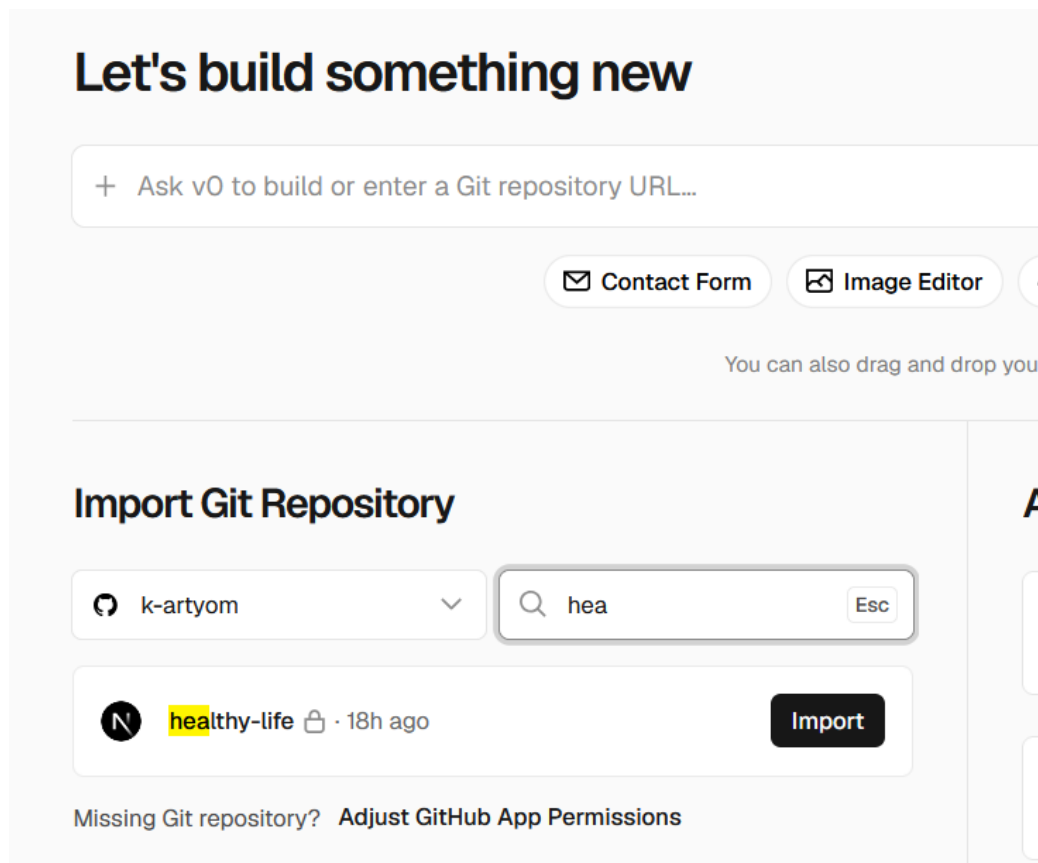 Let's build something new
Ask v0 to build or enter a Git repository URL...
Contact Form
Image Editor
You can also drag and drop you
Import Git Repository
k-artyom
hea
Esc
healthy-life · 18h ago
Import
Missing Git repository? Adjust GitHub App Permissions